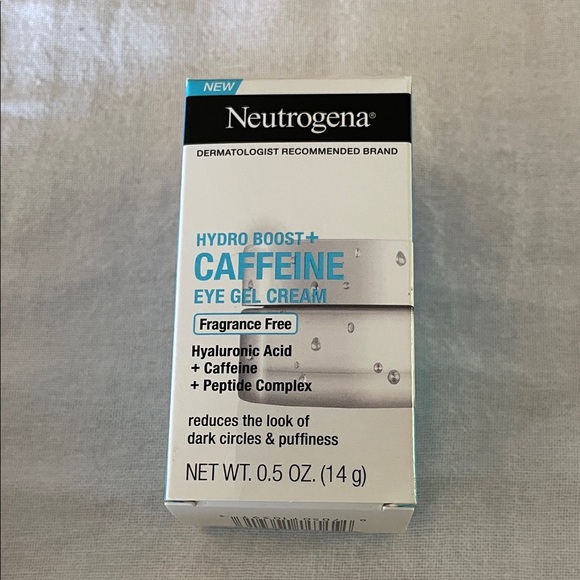 NEW
Neutrogena®
DERMATOLOGIST RECOMMENDED BRAND
HYDRO BOOST+
CAFFEINE
EYE GEL CREAM
Fragrance Free
Hyaluronic Acid
+ Caffeine
+ Peptide Complex
reduces the look of
dark circles & puffiness
NET WT. 0.5 OZ. (14 g)